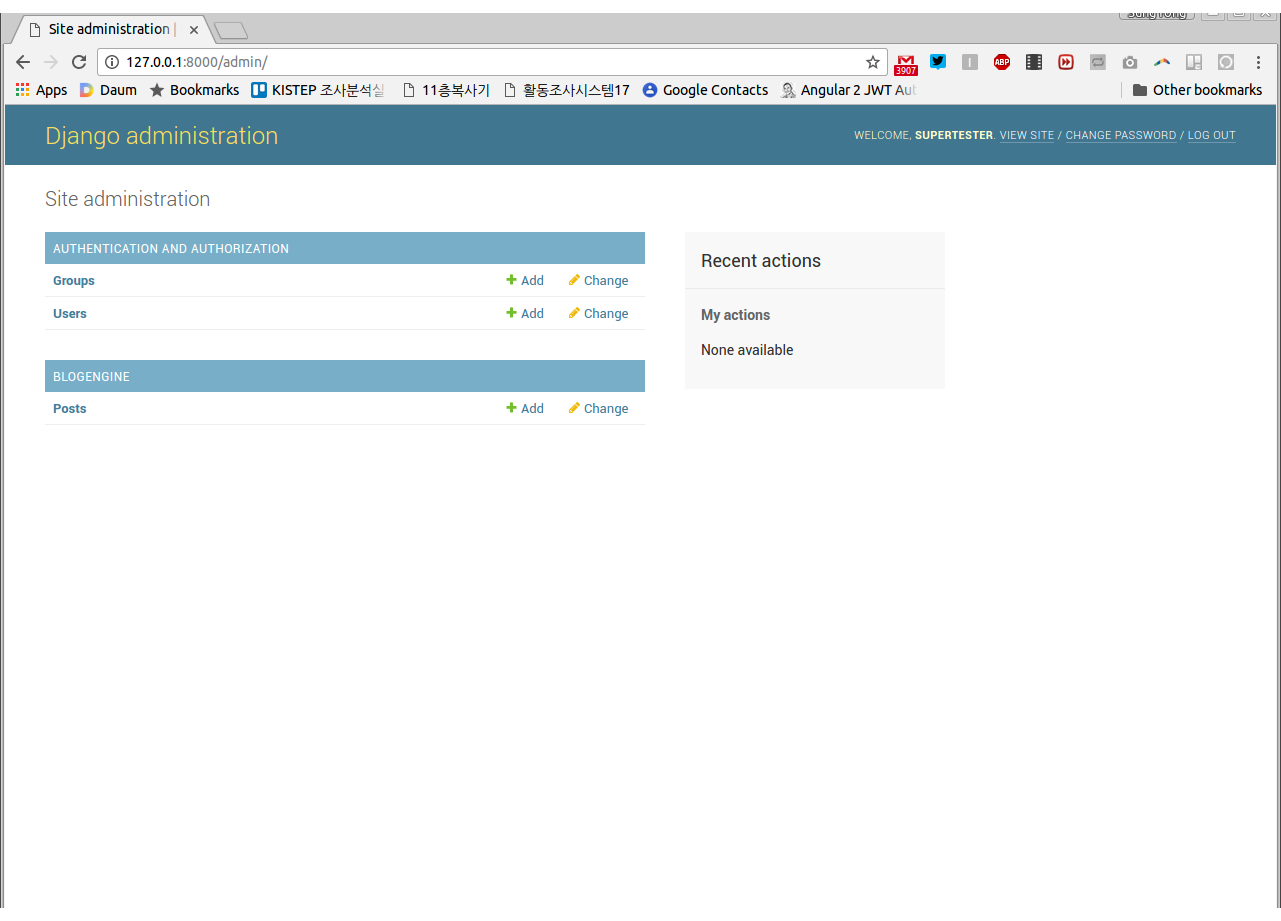 SungYong
Site administration |
127.0.0.1:8000/admin/
3907
ABP
Apps Daum Bookmarks KISTEP 조사분석실 11층복사기 활동조사시스템17 Google Contacts Angular 2 JWT Aut Other bookmarks
Django administration
WELCOME, SUPERTESTER. VIEW SITE / CHANGE PASSWORD / LOG OUT
Site administration
AUTHENTICATION AND AUTHORIZATION
Groups Add Change
Users Add Change
BLOGENGINE
Posts Add Change
Recent actions
My actions
None available